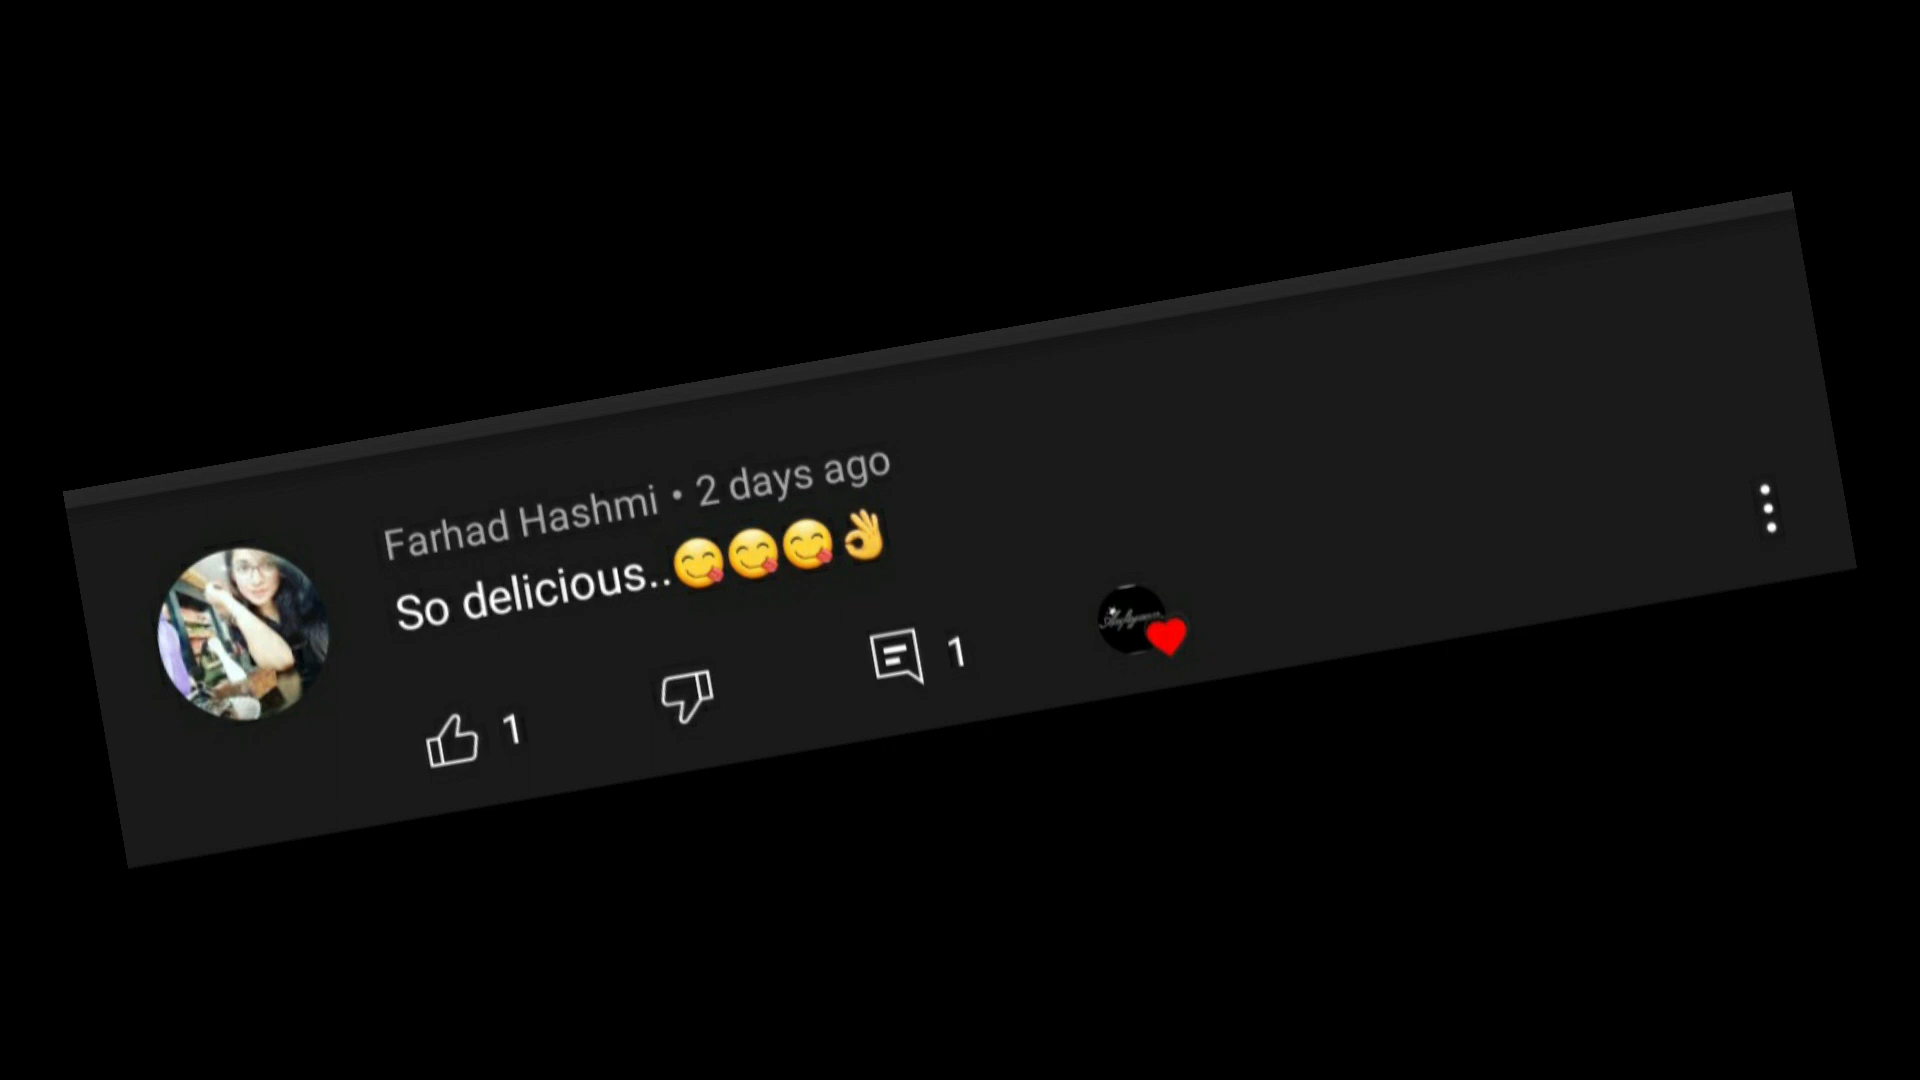 Farhad Hashmi • 2 days ago
So delicious..😋😋😋👌
1
1